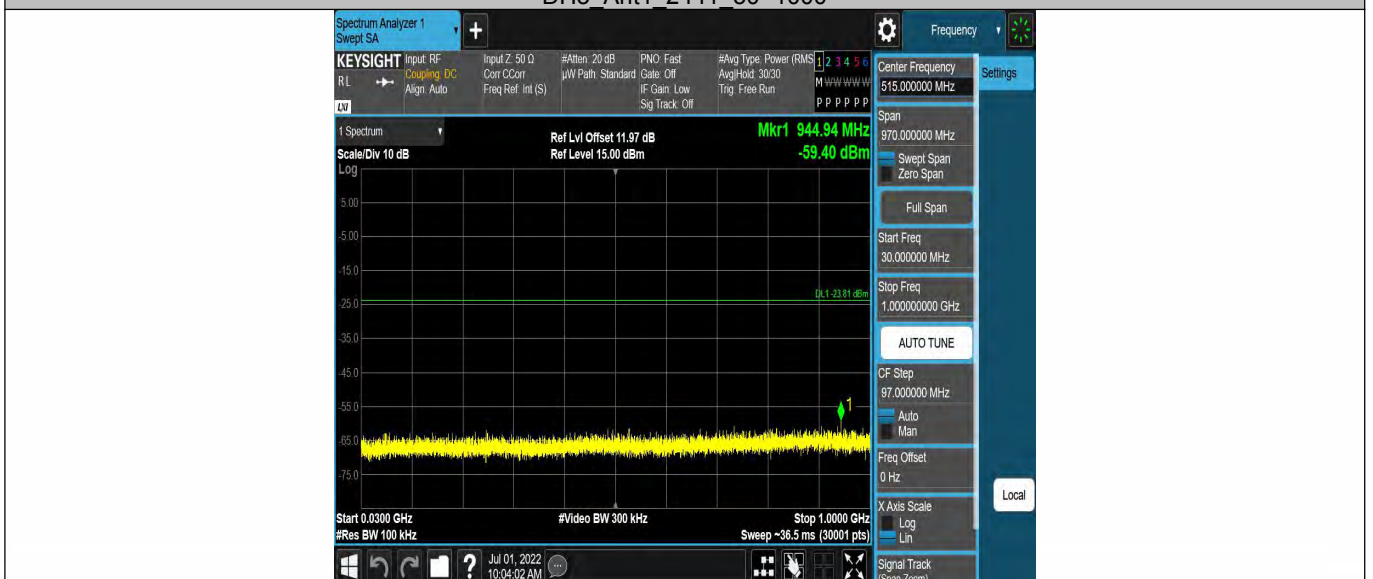 DH5_Ant1_2441_30~1000
Spectrum Analyzer 1
Swept SA
+
Frequency
KEYSIGHT
RL
LXI
Input: RF
Coupling: DC
Align: Auto
Input Z: 50 Ω
Corr CCorr
Freq Ref: Int (S)
#Atten: 20 dB
µW Path: Standard
PNO: Fast
Gate: Off
IF Gain: Low
Sig Track: Off
#Avg Type: Power (RMS
Avg|Hold: 30/30
Trig: Free Run
1 2 3 4 5 6
M W W W W W
P P P P P P
1 Spectrum
Scale/Div 10 dB
Log
Ref Lvl Offset 11.97 dB
Ref Level 15.00 dBm
Mkr1 944.94 MHz
-59.40 dBm
5.00
-5.00
-15.0
-25.0
-35.0
-45.0
-55.0
-65.0
-75.0
DL1 -23.81 dBm
1
Start 0.0300 GHz
#Res BW 100 kHz
#Video BW 300 kHz
Stop 1.0000 GHz
Sweep ~36.5 ms (30001 pts)
Center Frequency
515.000000 MHz
Settings
Span
970.000000 MHz
Swept Span
Zero Span
Full Span
Start Freq
30.000000 MHz
Stop Freq
1.000000000 GHz
AUTO TUNE
CF Step
97.000000 MHz
Auto
Man
Freq Offset
0 Hz
X Axis Scale
Log
Lin
Local
Signal Track
(Span Zoom)
?
Jul 01, 2022
10:04:02 AM